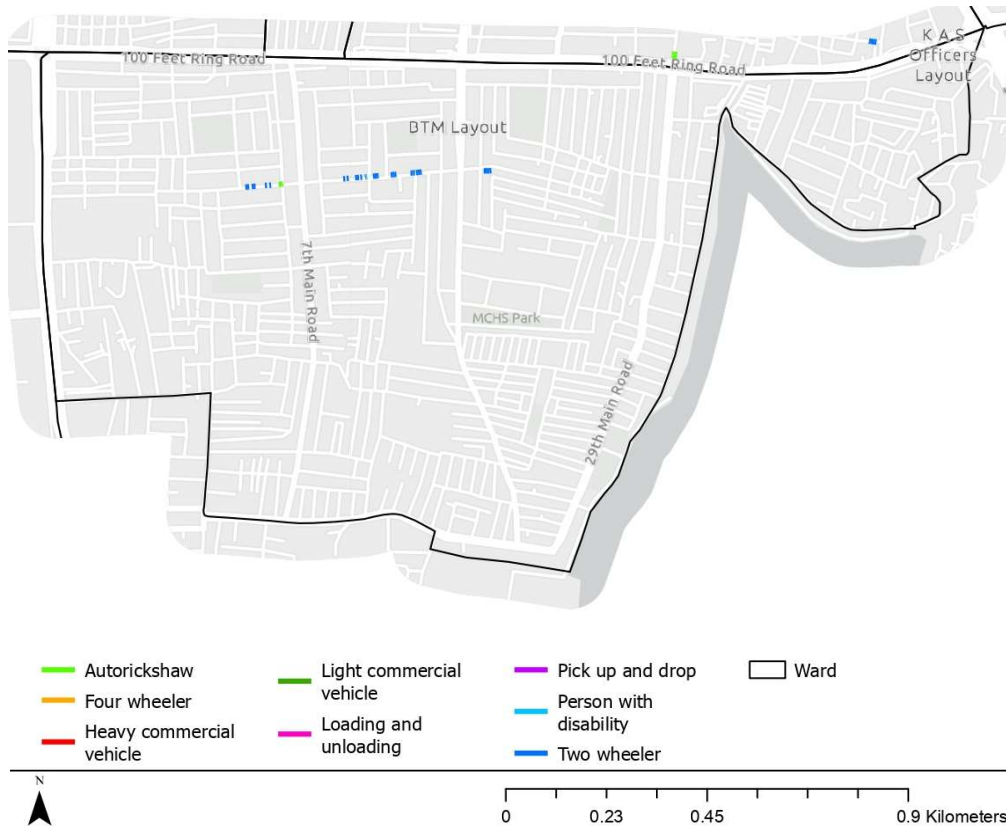 K A S
Officers
Layout
100 Feet Ring Road
100 Feet Ring Road
BTM Layout
7th Main Road
MCHS Park
29th Main Road
Autorickshaw
Four wheeler
Heavy commercial
vehicle
Light commercial
vehicle
Loading and
unloading
Pick up and drop
Person with
disability
Two wheeler
Ward
N
0 0.23 0.45 0.9 Kilometers